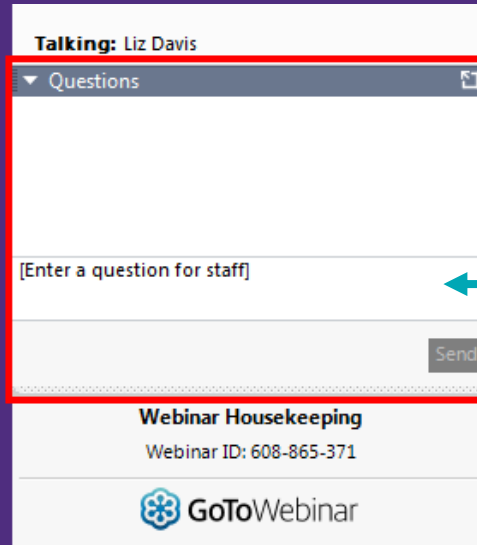 Talking: Liz Davis
Questions
[Enter a question for staff]
Send
Webinar Housekeeping
Webinar ID: 608-865-371
GoToWebinar